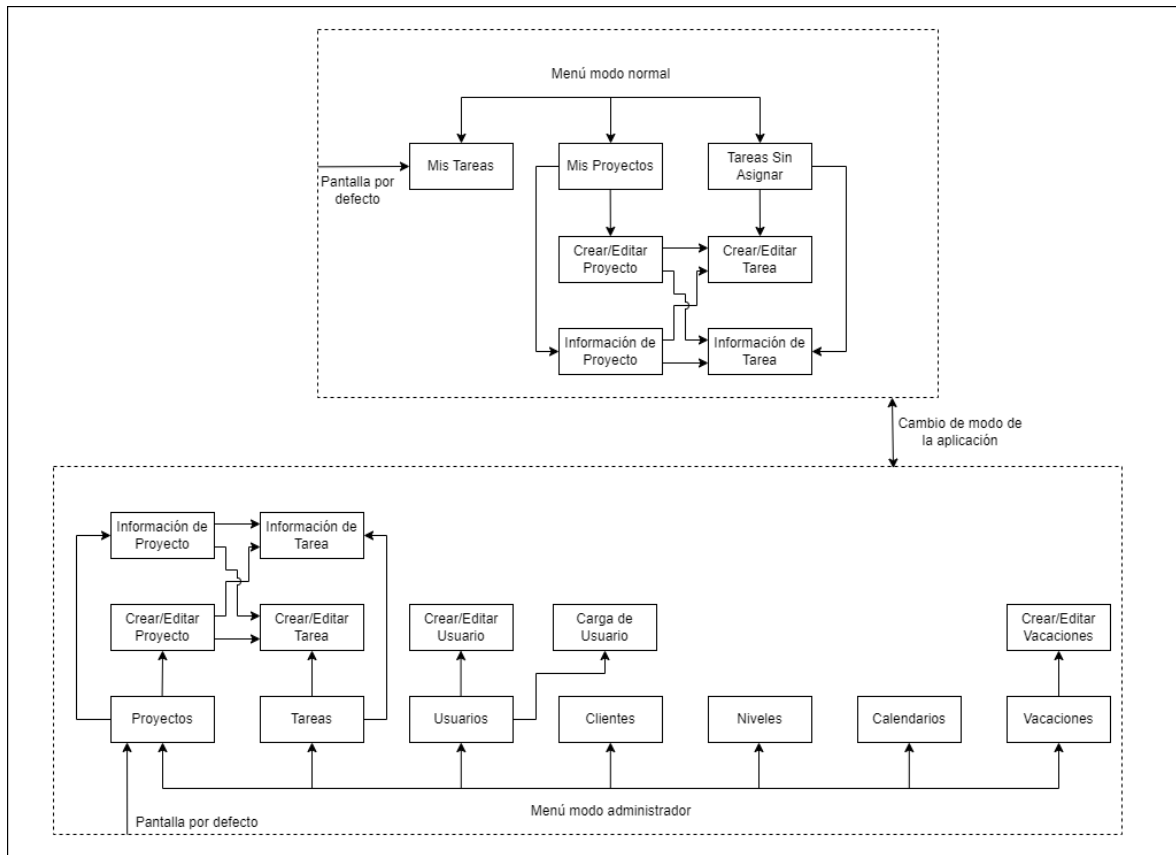 Menú modo normal
Mis Tareas
Mis Proyectos
Tareas Sin
Asignar
Pantalla por
defecto
Crear/Editar
Proyecto
Crear/Editar
Tarea
Información de
Proyecto
Información de
Tarea
Cambio de modo de
la aplicación
Información de
Proyecto
Información de
Tarea
Crear/Editar
Proyecto
Crear/Editar
Tarea
Crear/Editar
Usuario
Carga de
Usuario
Crear/Editar
Vacaciones
Proyectos
Tareas
Usuarios
Clientes
Niveles
Calendarios
Vacaciones
Menú modo administrador
Pantalla por defecto